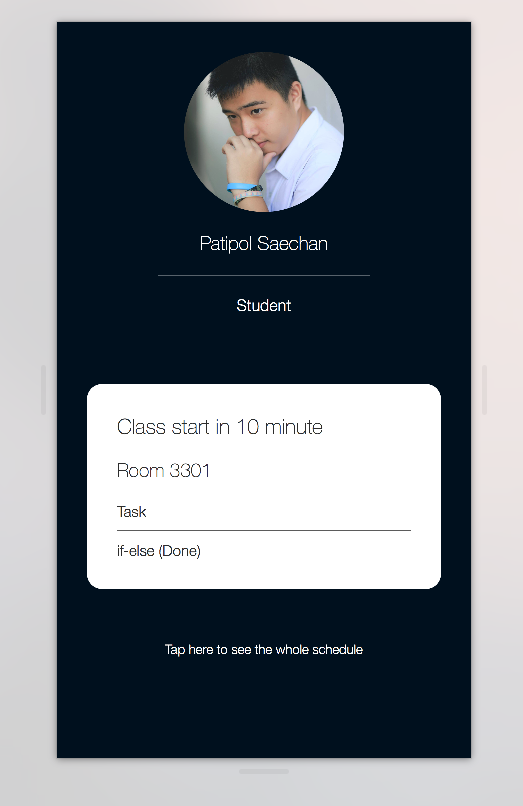 Patipol Saechan
Student
Class start in 10 minute
Room 3301
Task
if-else (Done)
Tap here to see the whole schedule